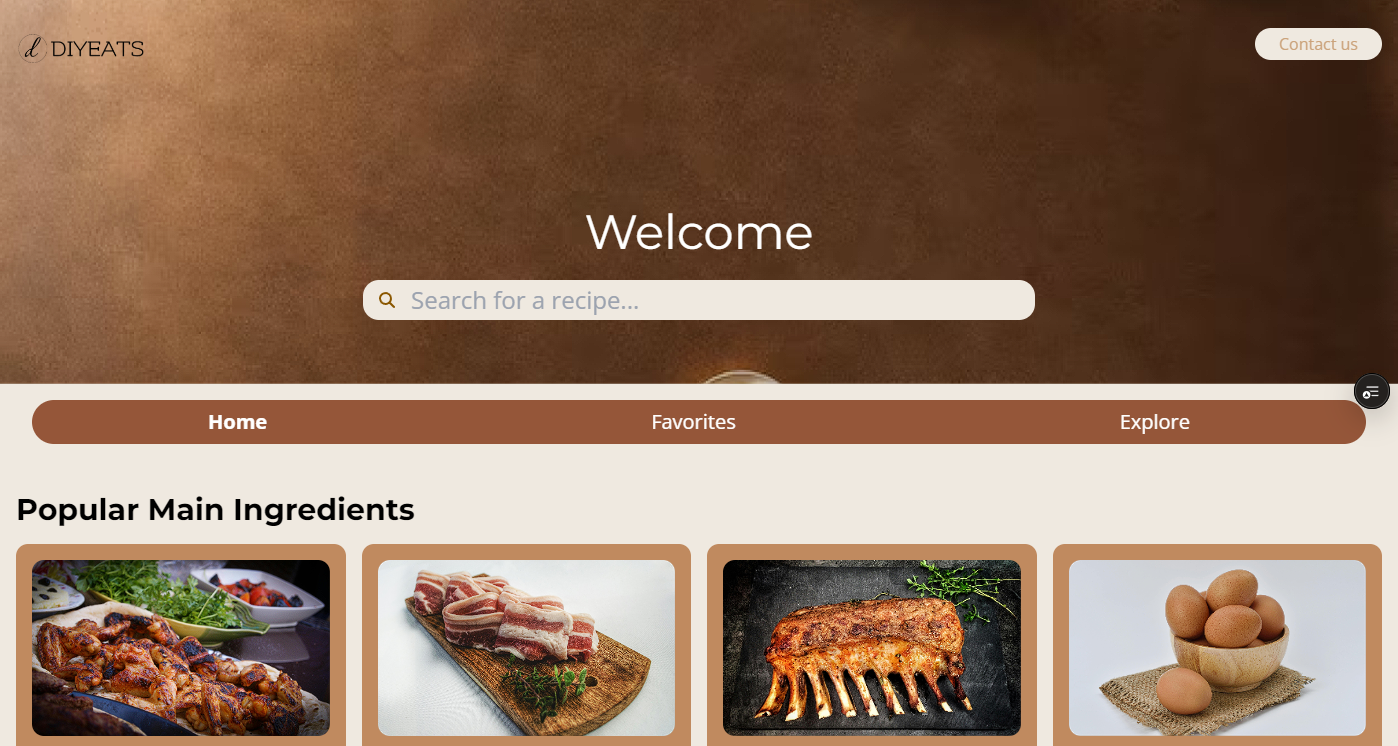 d DIYEATS
Contact us
Welcome
Search for a recipe...
Home Favorites Explore
Popular Main Ingredients